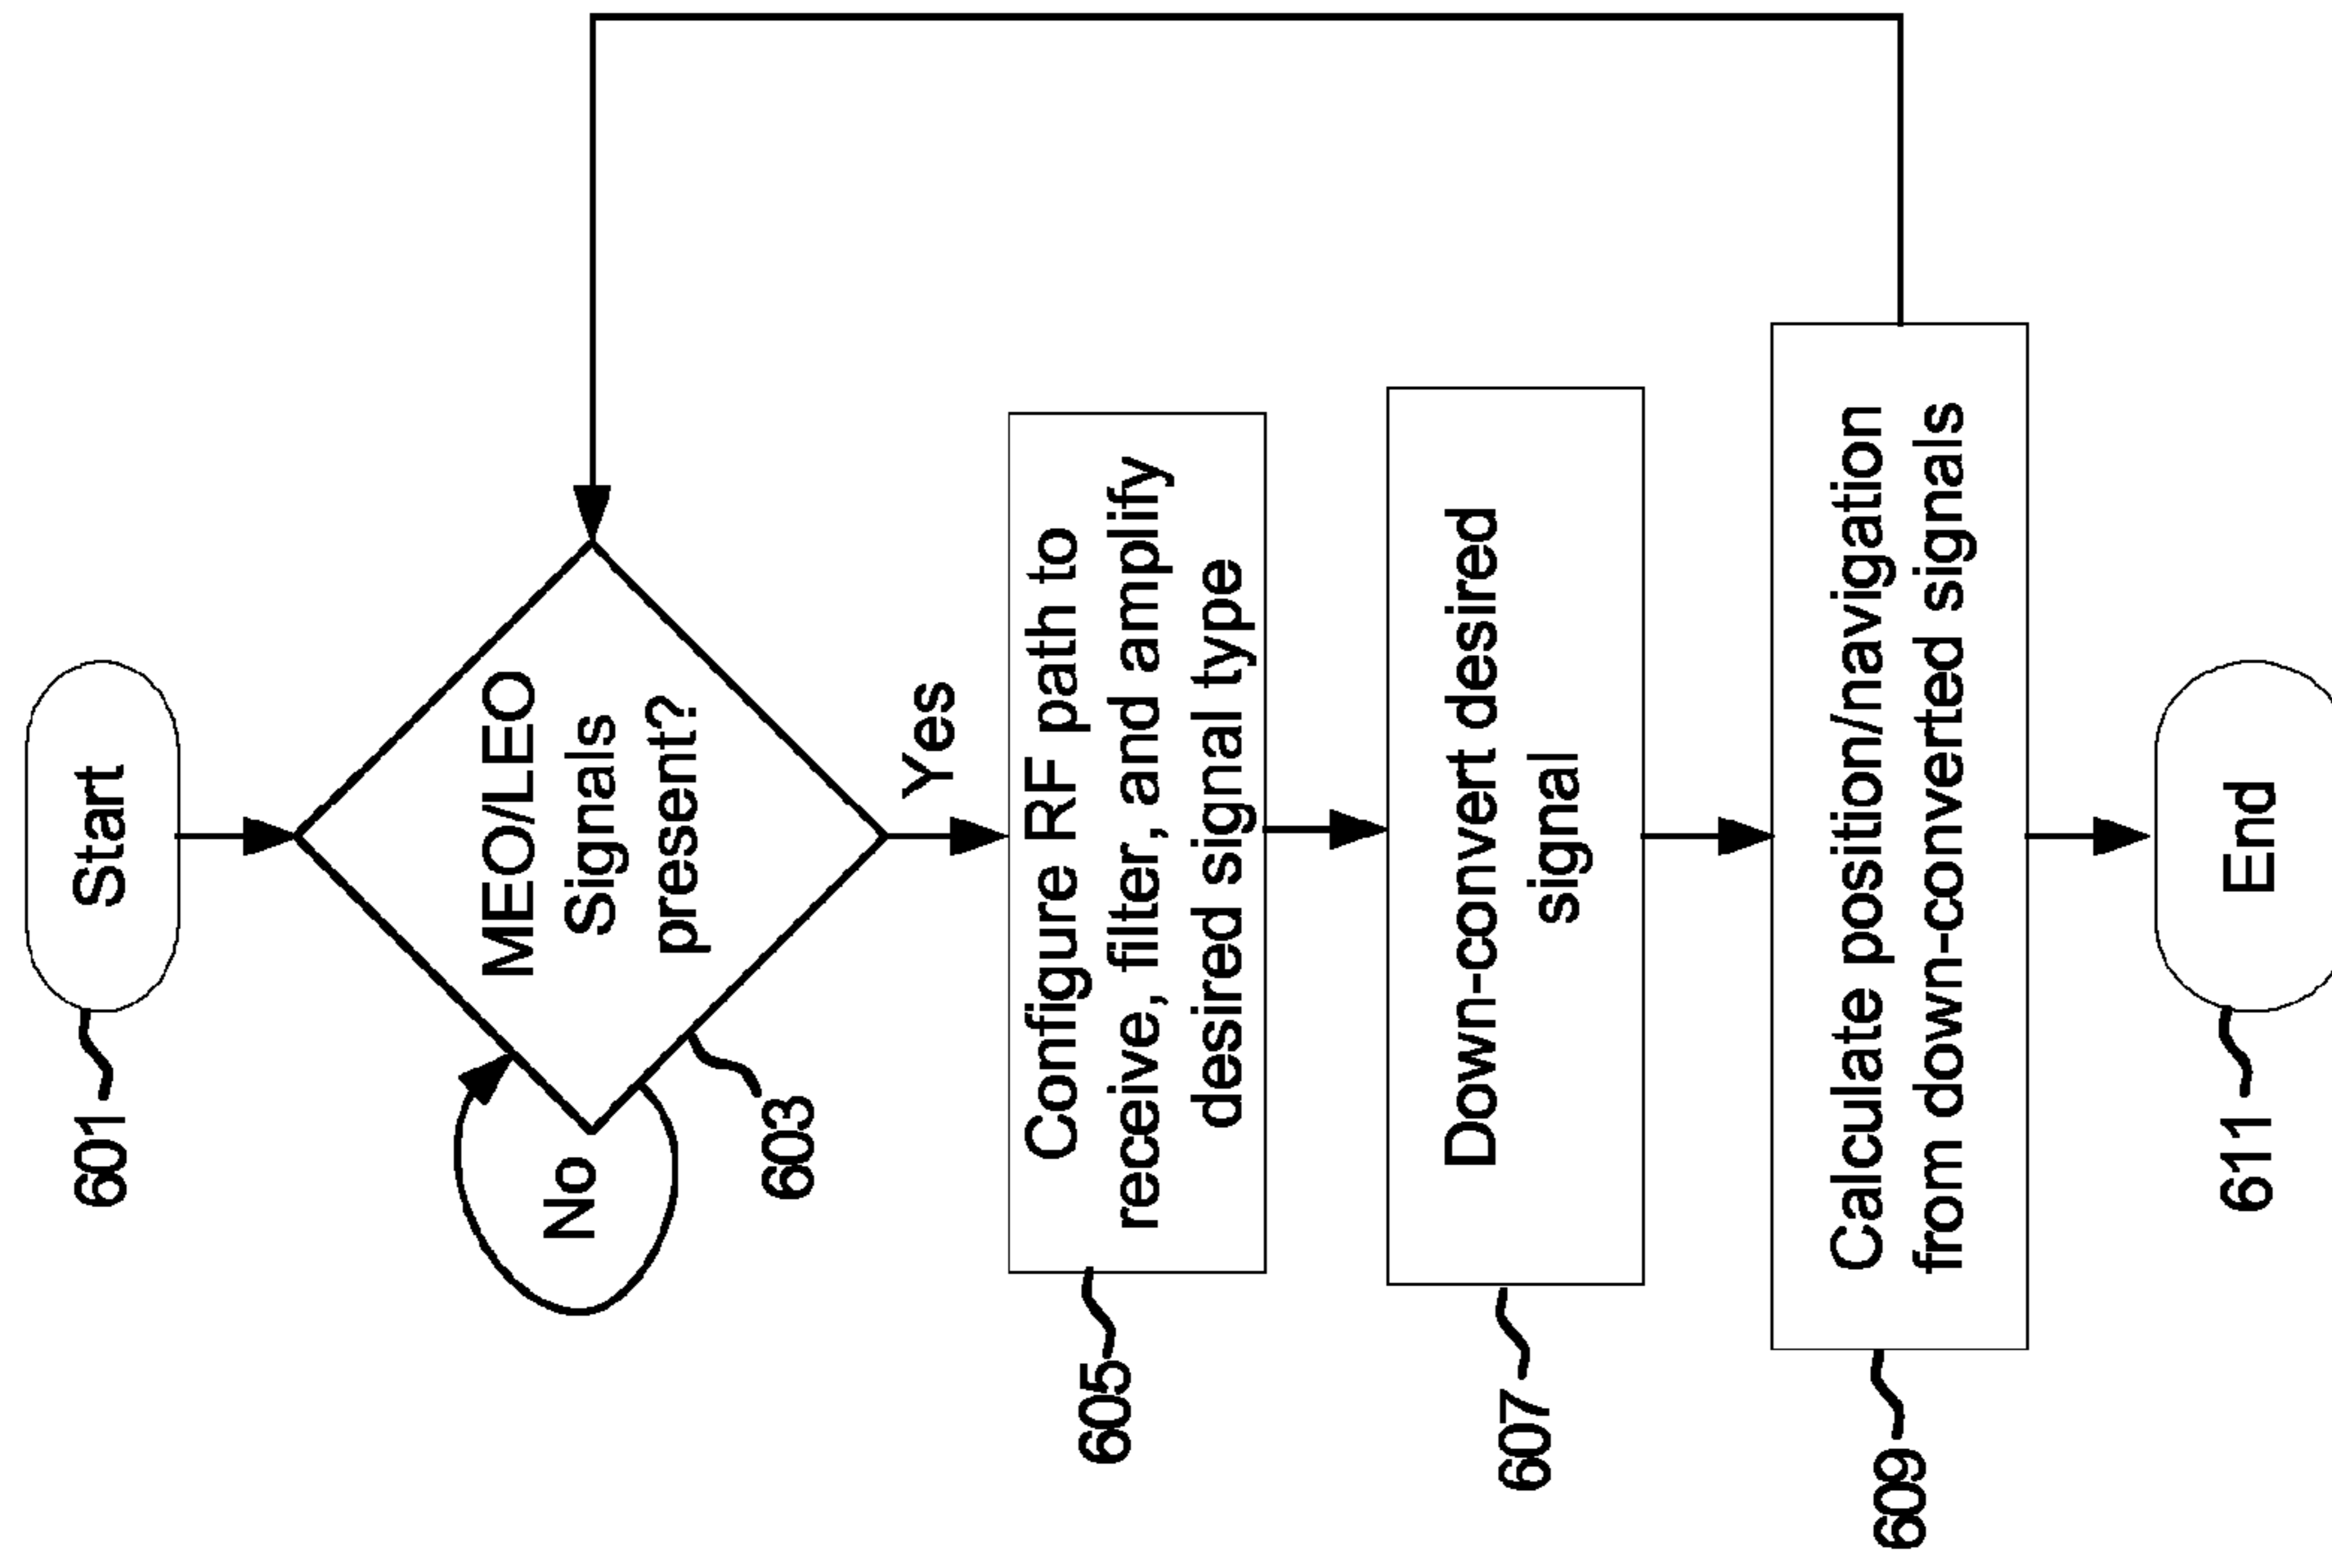 601
Start
MEO/LEO
Signals
present?
No
603
Yes
605
Configure RF path to
receive, filter, and amplify
desired signal type
607
Down-convert desired
signal
609
Calculate position/navigation
from down-converted signals
611
End